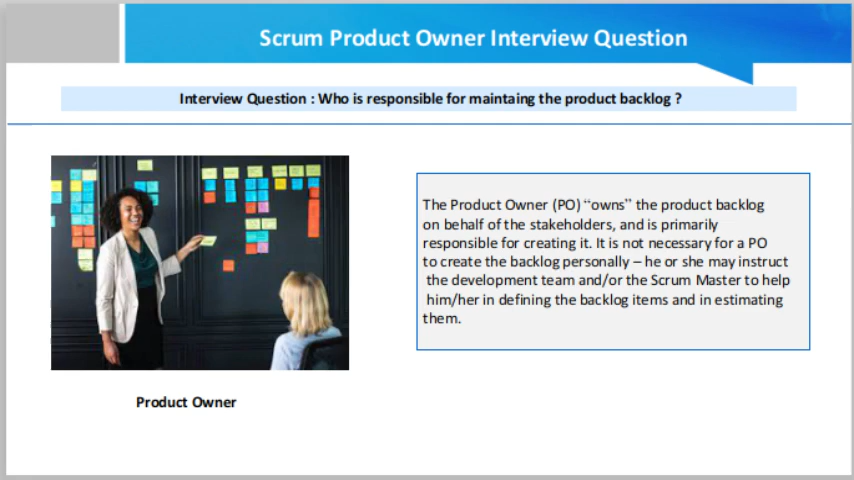 Scrum Product Owner Interview Question
Interview Question : Who is responsible for maintaing the product backlog ?
The Product Owner (PO) “owns” the product backlog
on behalf of the stakeholders, and is primarily
responsible for creating it. It is not necessary for a PO
to create the backlog personally – he or she may instruct
the development team and/or the Scrum Master to help
him/her in defining the backlog items and in estimating
them.
Product Owner